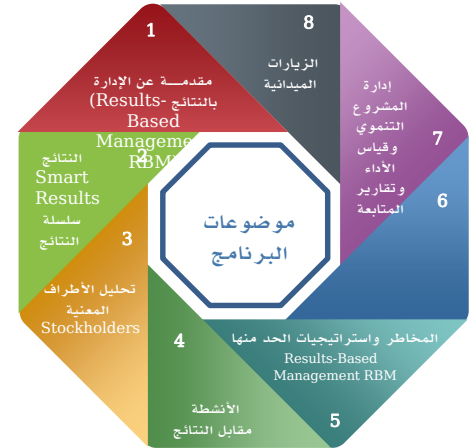 1
مقدمة عن الإدارة
بالنتائج (Results-
Based
Management
RBM)
2
النتائج
Smart
Results
سلسلة
النتائج
3
تحليل الأطراف
المعنية
Stockholders
4
الأنشطة
مقابل النتائج
المخاطر واستراتيجيات الحد منها
Results-Based
Management RBM
5
6
7
إدارة
المشروع
التنموي
وقياس
الأداء
وتقارير
المتابعة
8
الزيارات
الميدانية
موضوعات
البرنامج